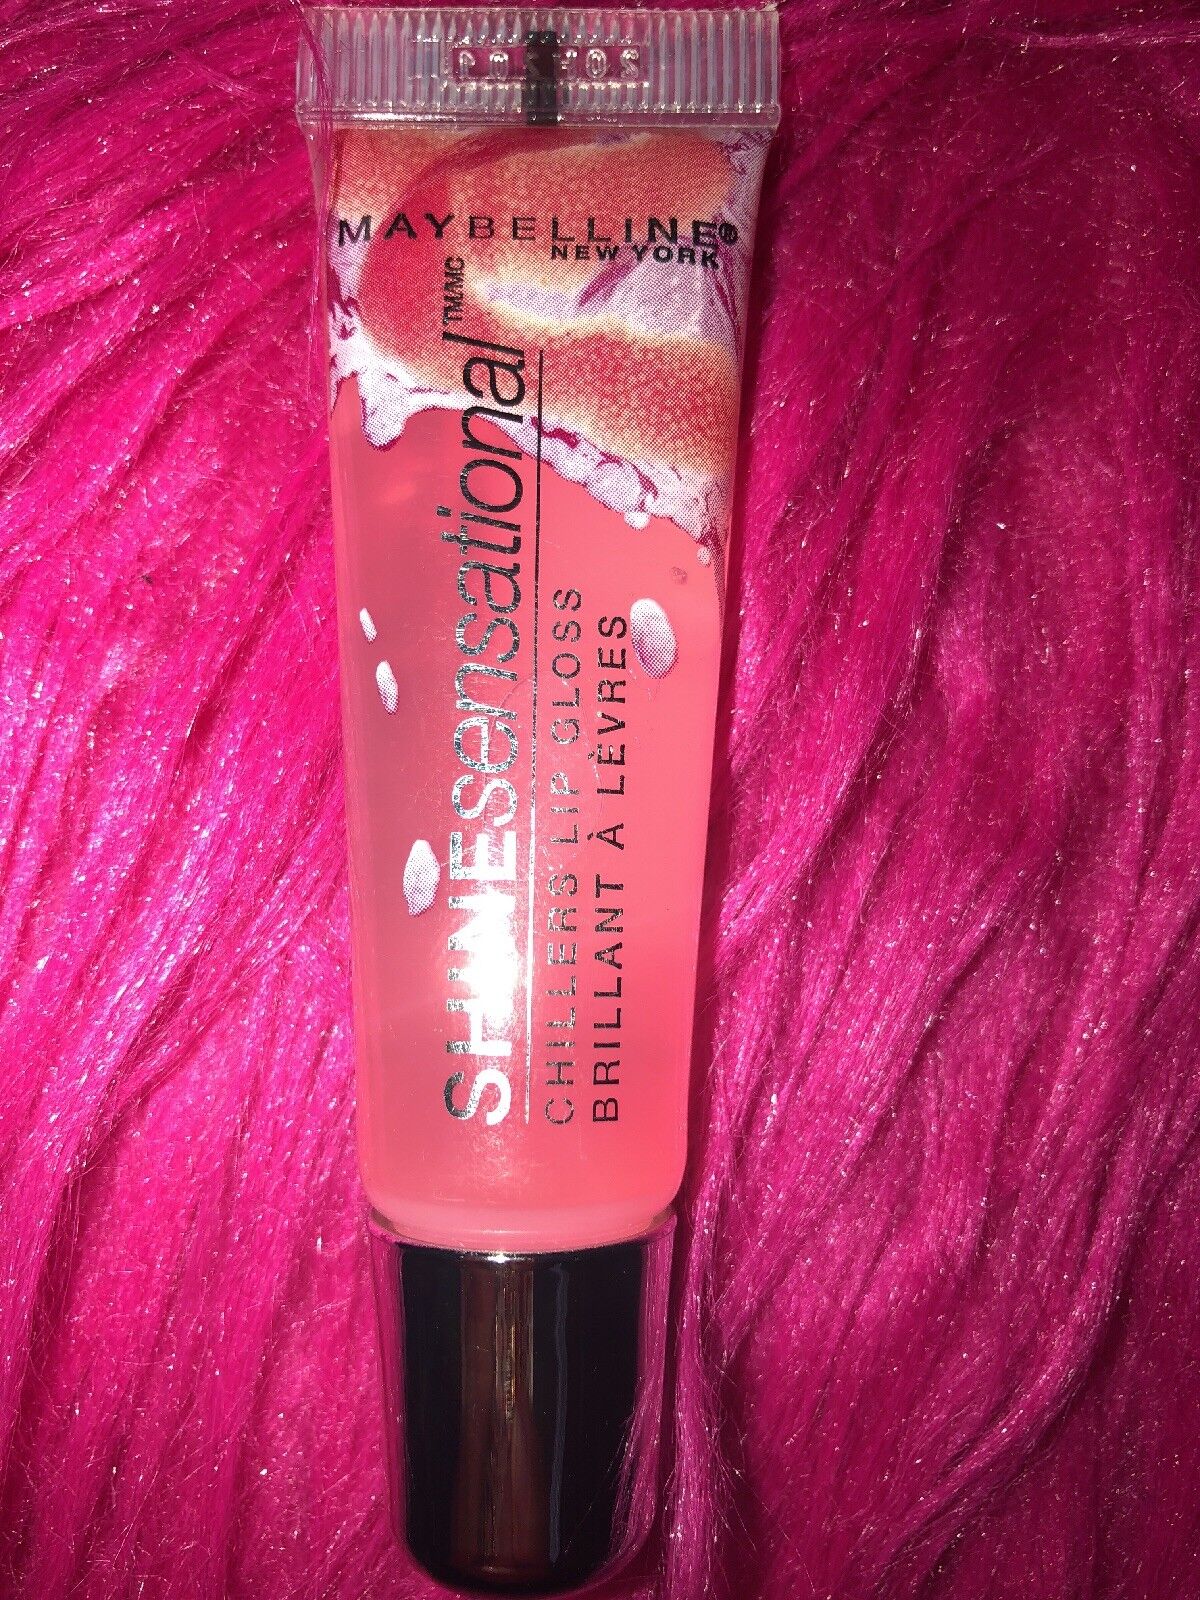 MAYBELLINE®
NEW YORK
SHINEsensational™/MC
CHILLERS LIP GLOSS
BRILLANT À LÈVRES